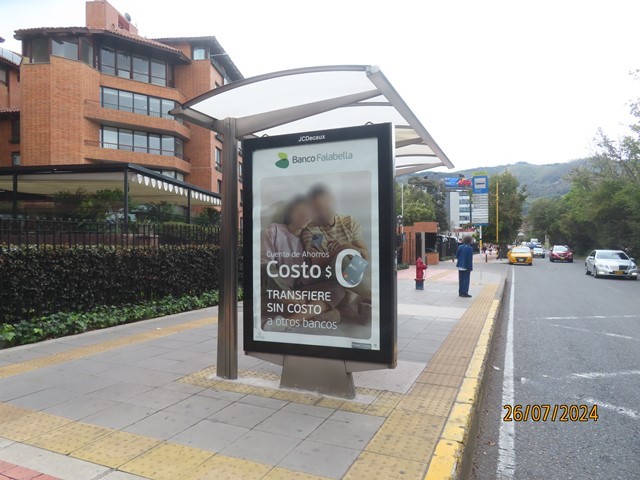 JCDecaux
Banco Falabella
Cuenta de Ahorros
Costo $0
TRANSFIERE
SIN COSTO
a otros bancos
26/07/2024